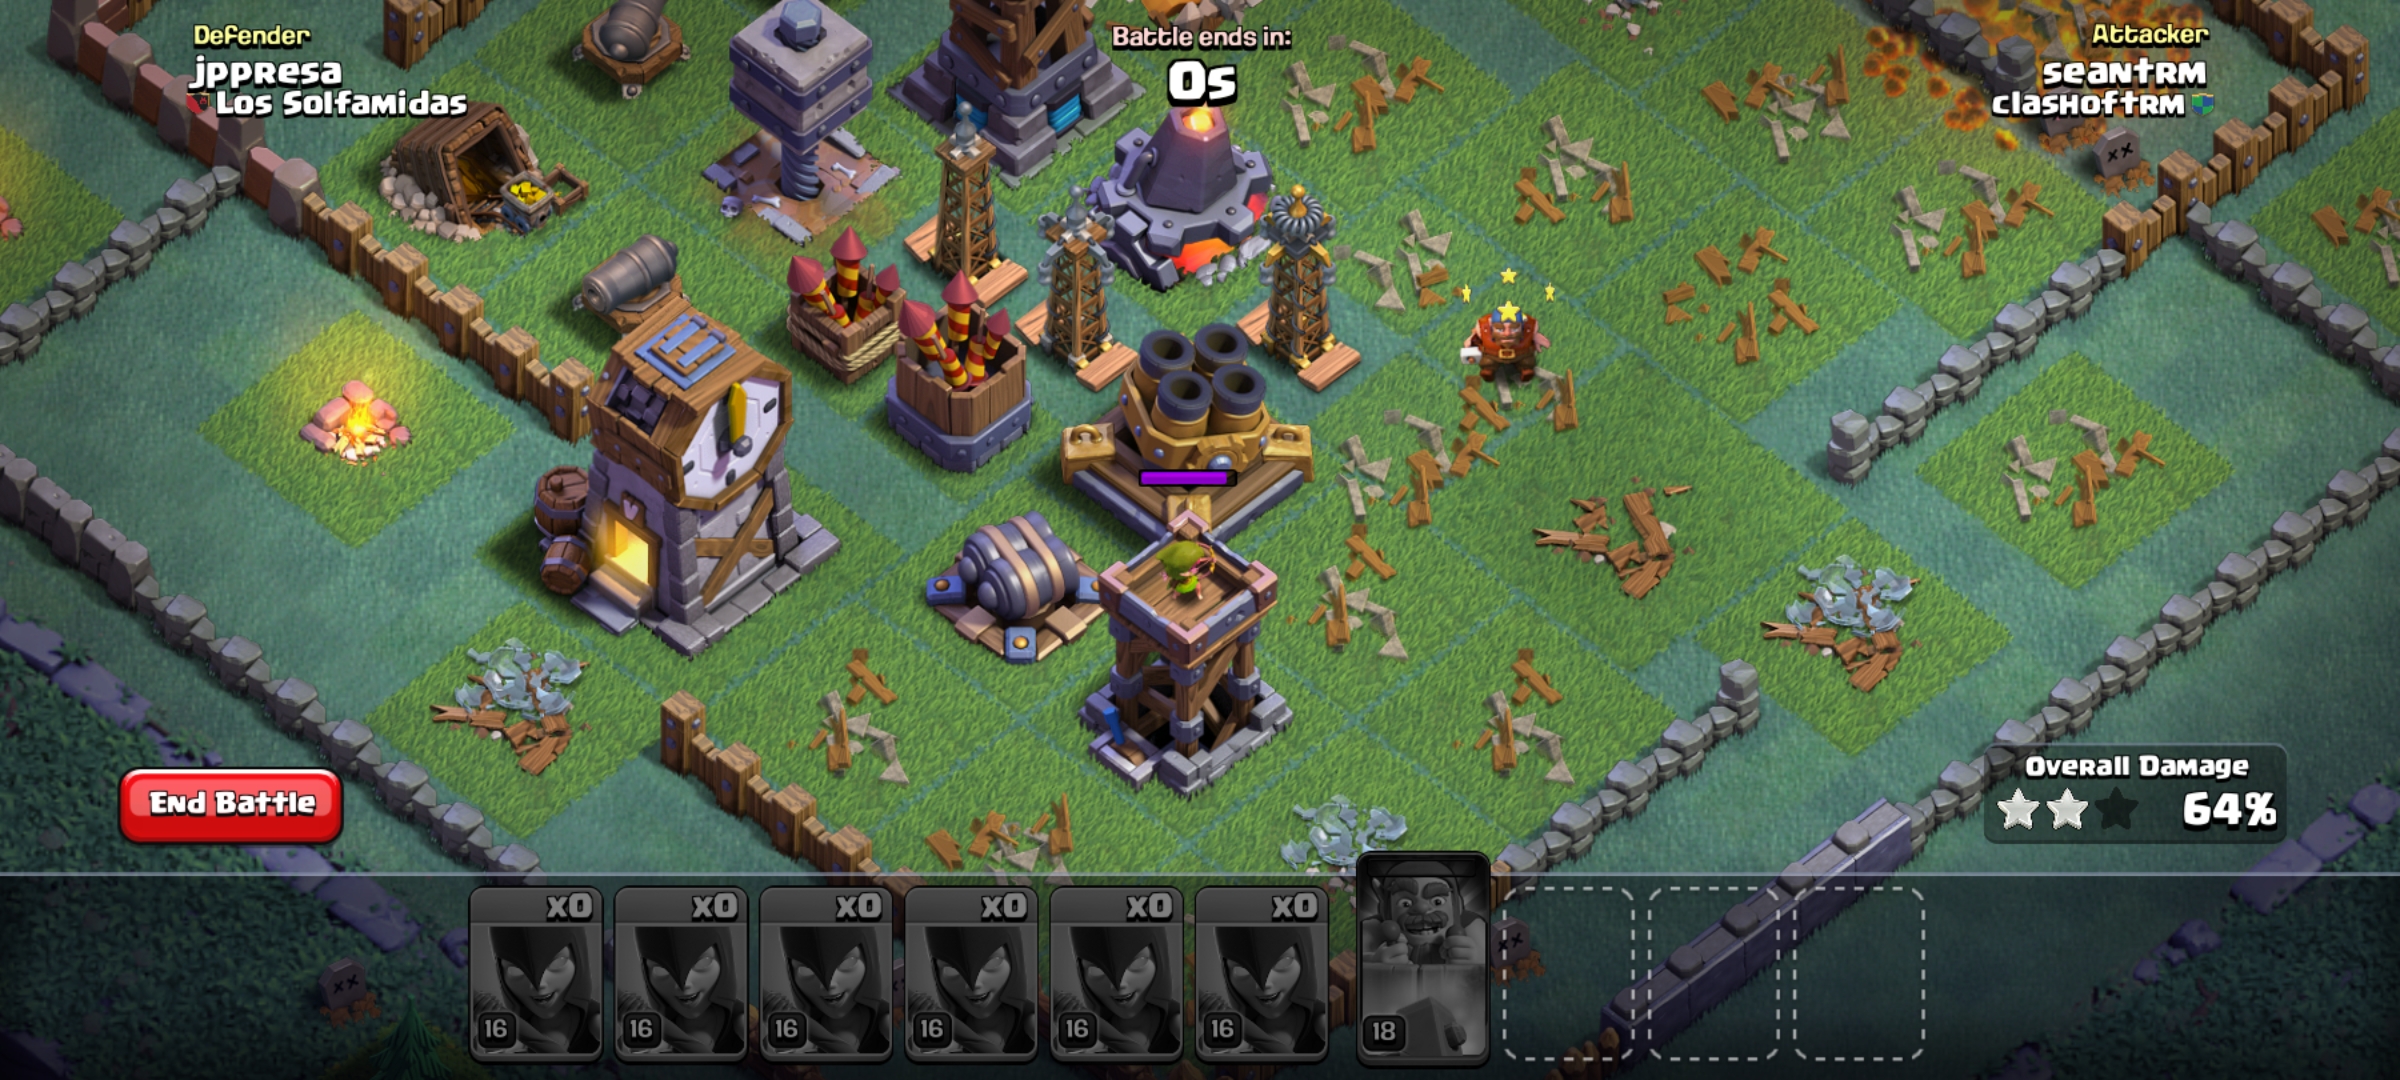 Defender
jppresa
Los Solfamidas
Battle ends in:
0s
Attacker
seantRM
clashoftRM
End Battle
Overall Damage
64%
x0 x0 x0 x0 x0 x0
16 16 16 16 16 16 18